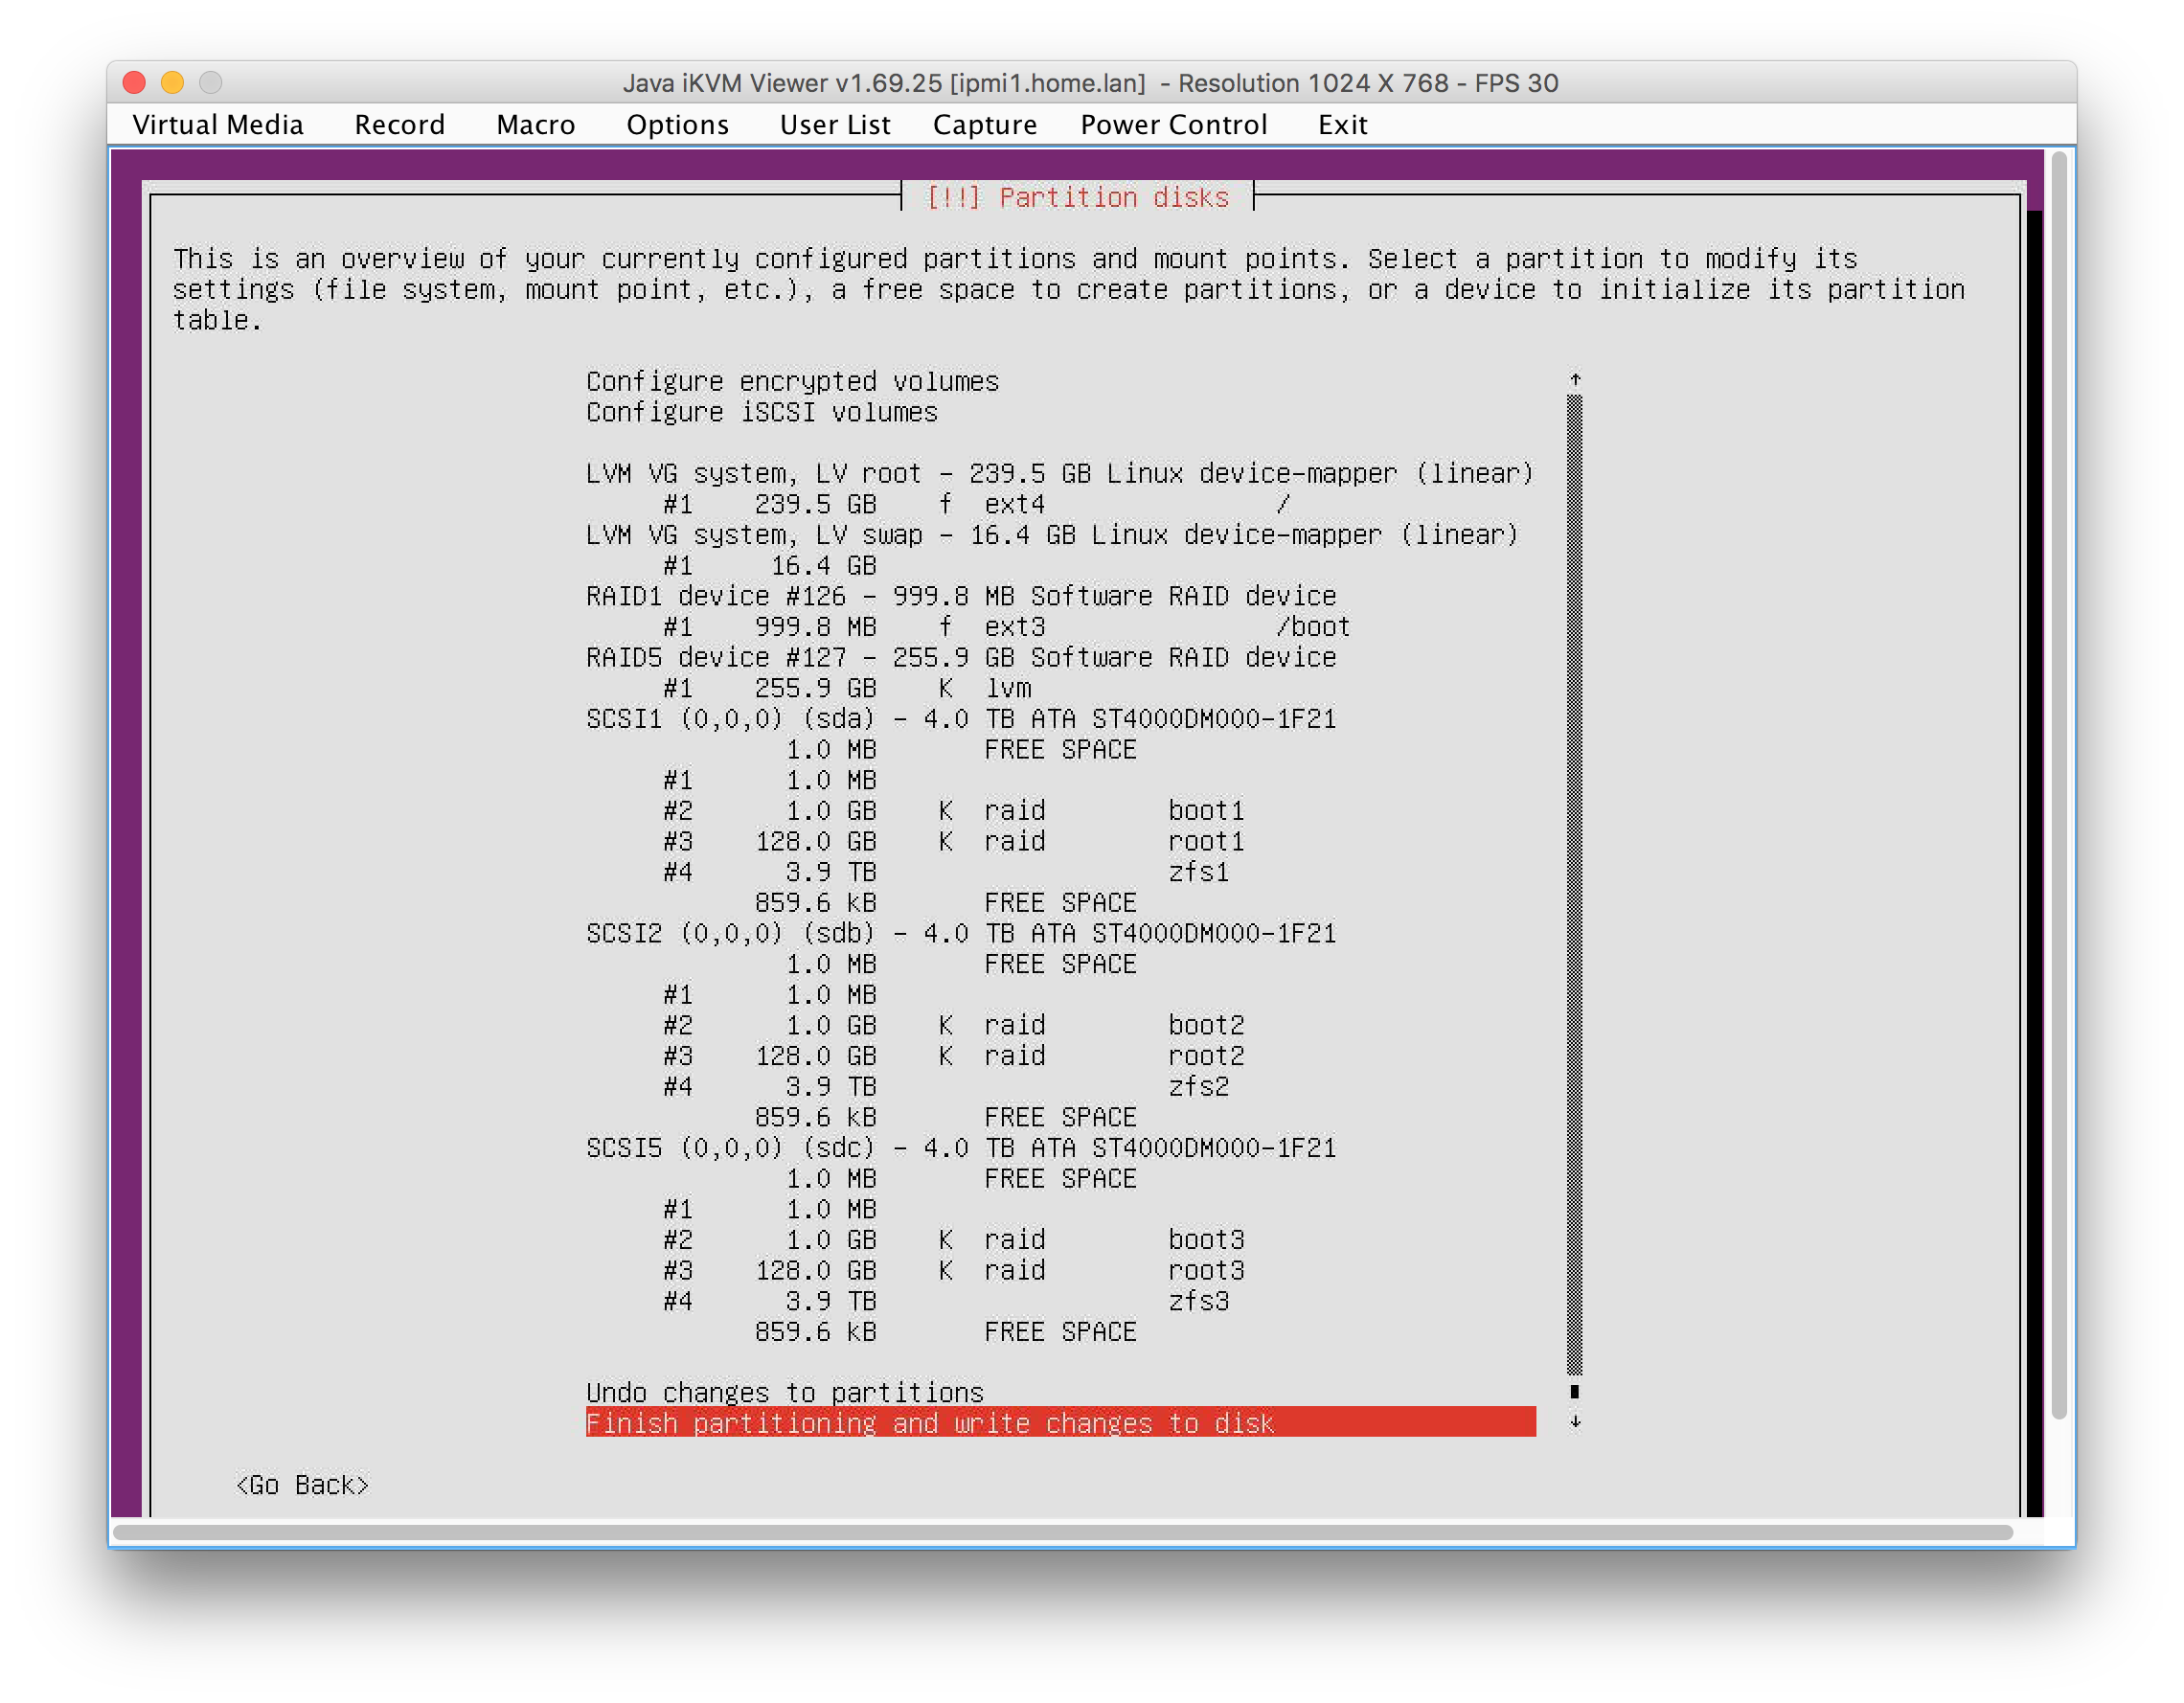 Java iKVM Viewer v1.69.25 [ipmi1.home.lan]  - Resolution 1024 X 768 - FPS 30
Virtual Media Record Macro Options User List Capture Power Control Exit
[!!] Partition disks
This is an overview of your currently configured partitions and mount points. Select a partition to modify its
settings (file system, mount point, etc.), a free space to create partitions, or a device to initialize its partition
table.
Configure encrypted volumes
Configure iSCSI volumes
LVM VG system, LV root - 239.5 GB Linux device-mapper (linear)
#1 239.5 GB f ext4 /
LVM VG system, LV swap - 16.4 GB Linux device-mapper (linear)
#1 16.4 GB
RAID1 device #126 - 999.8 MB Software RAID device
#1 999.8 MB f ext3 /boot
RAID5 device #127 - 255.9 GB Software RAID device
#1 255.9 GB K lvm
SCSI1 (0,0,0) (sda) - 4.0 TB ATA ST4000DM000-1F21
1.0 MB FREE SPACE
#1 1.0 MB
#2 1.0 GB K raid boot1
#3 128.0 GB K raid root1
#4 3.9 TB zfs1
859.6 kB FREE SPACE
SCSI2 (0,0,0) (sdb) - 4.0 TB ATA ST4000DM000-1F21
1.0 MB FREE SPACE
#1 1.0 MB
#2 1.0 GB K raid boot2
#3 128.0 GB K raid root2
#4 3.9 TB zfs2
859.6 kB FREE SPACE
SCSI5 (0,0,0) (sdc) - 4.0 TB ATA ST4000DM000-1F21
1.0 MB FREE SPACE
#1 1.0 MB
#2 1.0 GB K raid boot3
#3 128.0 GB K raid root3
#4 3.9 TB zfs3
859.6 kB FREE SPACE
Undo changes to partitions
Finish partitioning and write changes to disk
<Go Back>